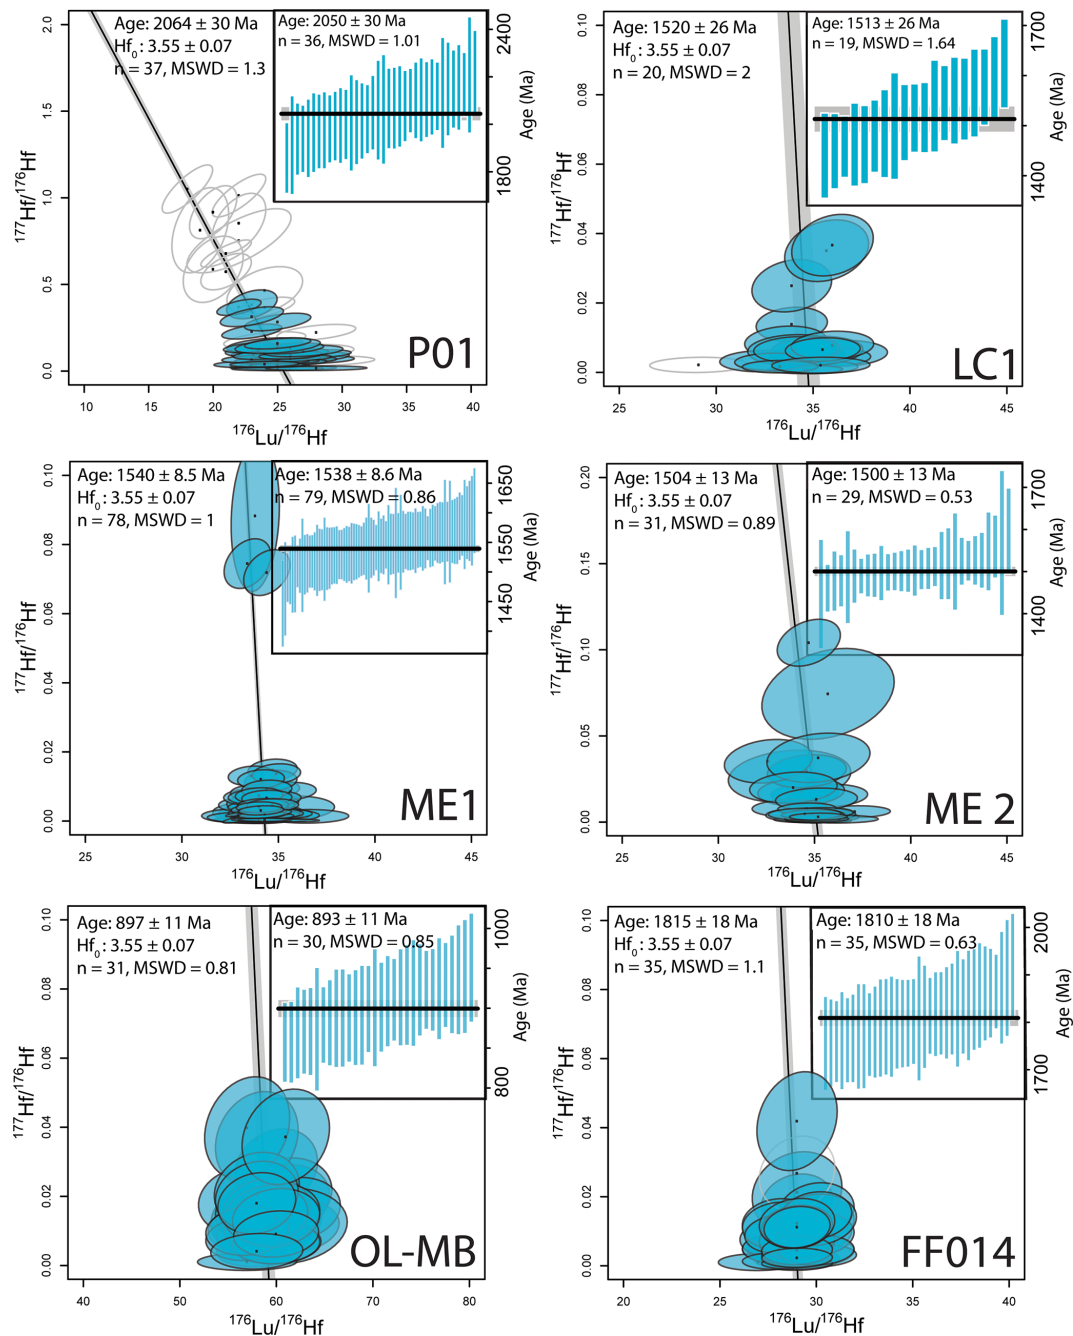 Age: 2064 ± 30 Ma
Hf0: 3.55 ± 0.07
n = 37, MSWD = 1.3
Age: 2050 ± 30 Ma
n = 36, MSWD = 1.01
2400
1800
Age (Ma)
2.0
1.5
1.0
0.5
0.0
177Hf/176Hf
P01
10 15 20 25 30 35 40
176Lu/176Hf
Age: 1520 ± 26 Ma
Hf0: 3.55 ± 0.07
n = 20, MSWD = 2
Age: 1513 ± 26 Ma
n = 19, MSWD = 1.64
1700
1400
Age (Ma)
0.10
0.08
0.06
0.04
0.02
0.00
177Hf/176Hf
LC1
25 30 35 40 45
176Lu/176Hf
Age: 1540 ± 8.5 Ma
Hf0: 3.55 ± 0.07
n = 78, MSWD = 1
Age: 1538 ± 8.6 Ma
n = 79, MSWD = 0.86
1650
1550
1450
Age (Ma)
0.10
0.08
0.06
0.04
0.02
0.00
177Hf/176Hf
ME1
25 30 35 40 45
176Lu/176Hf
Age: 1504 ± 13 Ma
Hf0: 3.55 ± 0.07
n = 31, MSWD = 0.89
Age: 1500 ± 13 Ma
n = 29, MSWD = 0.53
1700
1400
Age (Ma)
0.20
0.15
0.10
0.05
0.00
177Hf/176Hf
ME 2
25 30 35 40 45
176Lu/176Hf
Age: 897 ± 11 Ma
Hf0: 3.55 ± 0.07
n = 31, MSWD = 0.81
Age: 893 ± 11 Ma
n = 30, MSWD = 0.85
1000
800
Age (Ma)
0.10
0.08
0.06
0.04
0.02
0.00
177Hf/176Hf
OL-MB
40 50 60 70 80
176Lu/176Hf
Age: 1815 ± 18 Ma
Hf0: 3.55 ± 0.07
n = 35, MSWD = 1.1
Age: 1810 ± 18 Ma
n = 35, MSWD = 0.63
2000
1700
Age (Ma)
0.10
0.08
0.06
0.04
0.02
0.00
177Hf/176Hf
FF014
20 25 30 35 40
176Lu/176Hf